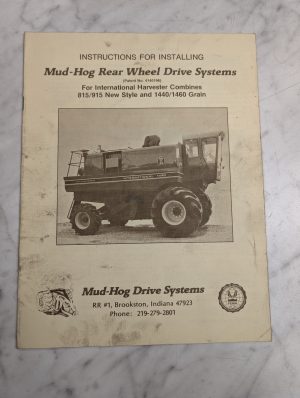 INSTRUCTIONS FOR INSTALLING
Mud-Hog Rear Wheel Drive Systems
For International Harvester Combines
815/915 New Style and 1440/1460 Grain
Mud-Hog Drive Systems
RR #1, Brookston, Indiana 47923
Phone: 219-279-2801